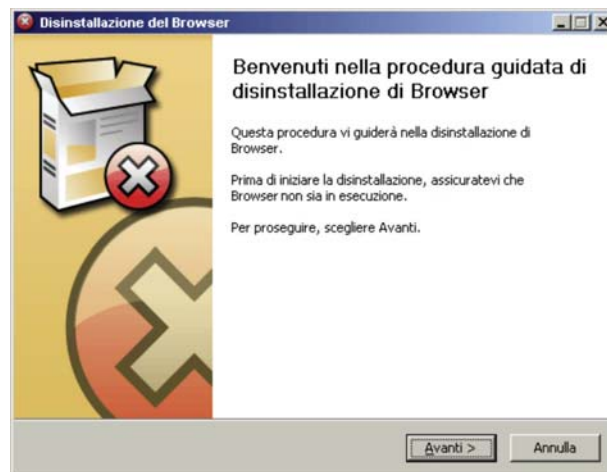 Disinstallazione del Browser
Benvenuti nella procedura guidata di
disinstallazione di Browser
Questa procedura vi guiderà nella disinstallazione di
Browser.
Prima di iniziare la disinstallazione, assicuratevi che
Browser non sia in esecuzione.
Per proseguire, scegliere Avanti.
Avanti >
Annulla